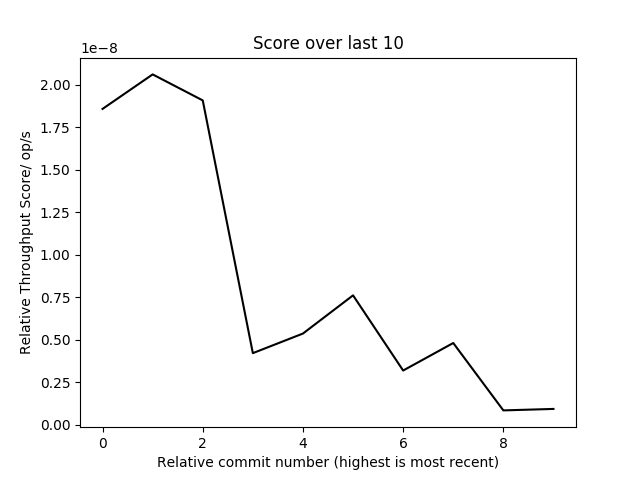 Score over last 10
1e−8
2.00
1.75
1.50
1.25
1.00
0.75
0.50
0.25
0.00
Relative Throughput Score/ op/s
0 2 4 6 8
Relative commit number (highest is most recent)